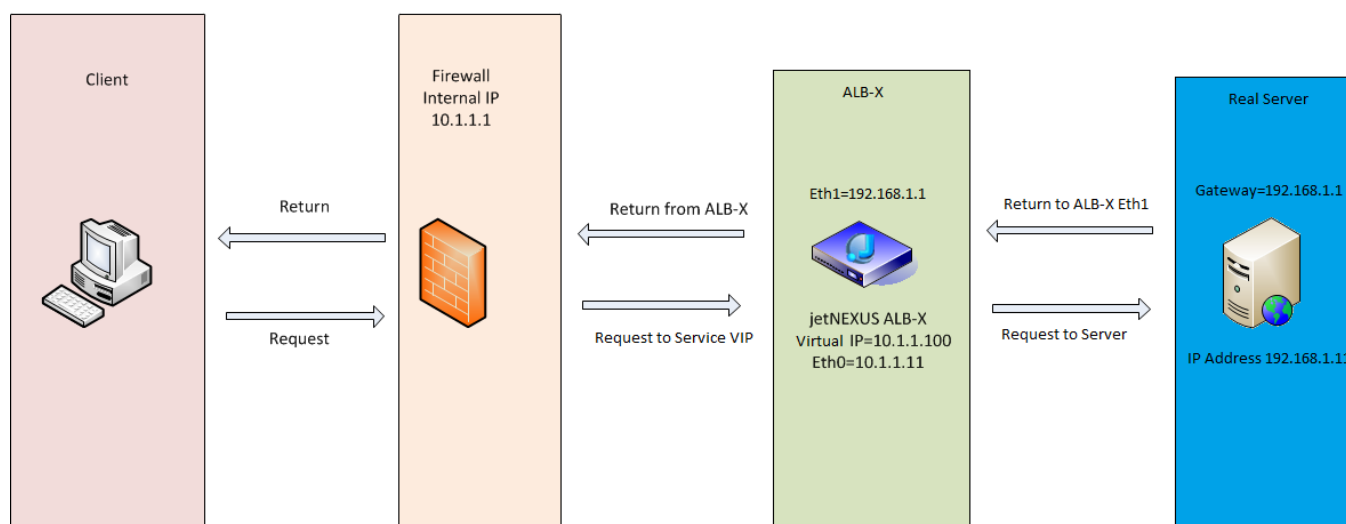 Client
Firewall
Internal IP
10.1.1.1
ALB-X
Real Server
Return
Request
Return from ALB-X
Request to Service VIP
Eth1=192.168.1.1
jetNEXUS ALB-X
Virtual IP=10.1.1.100
Eth0=10.1.1.11
Return to ALB-X Eth1
Request to Server
Gateway=192.168.1.1
IP Address 192.168.1.11